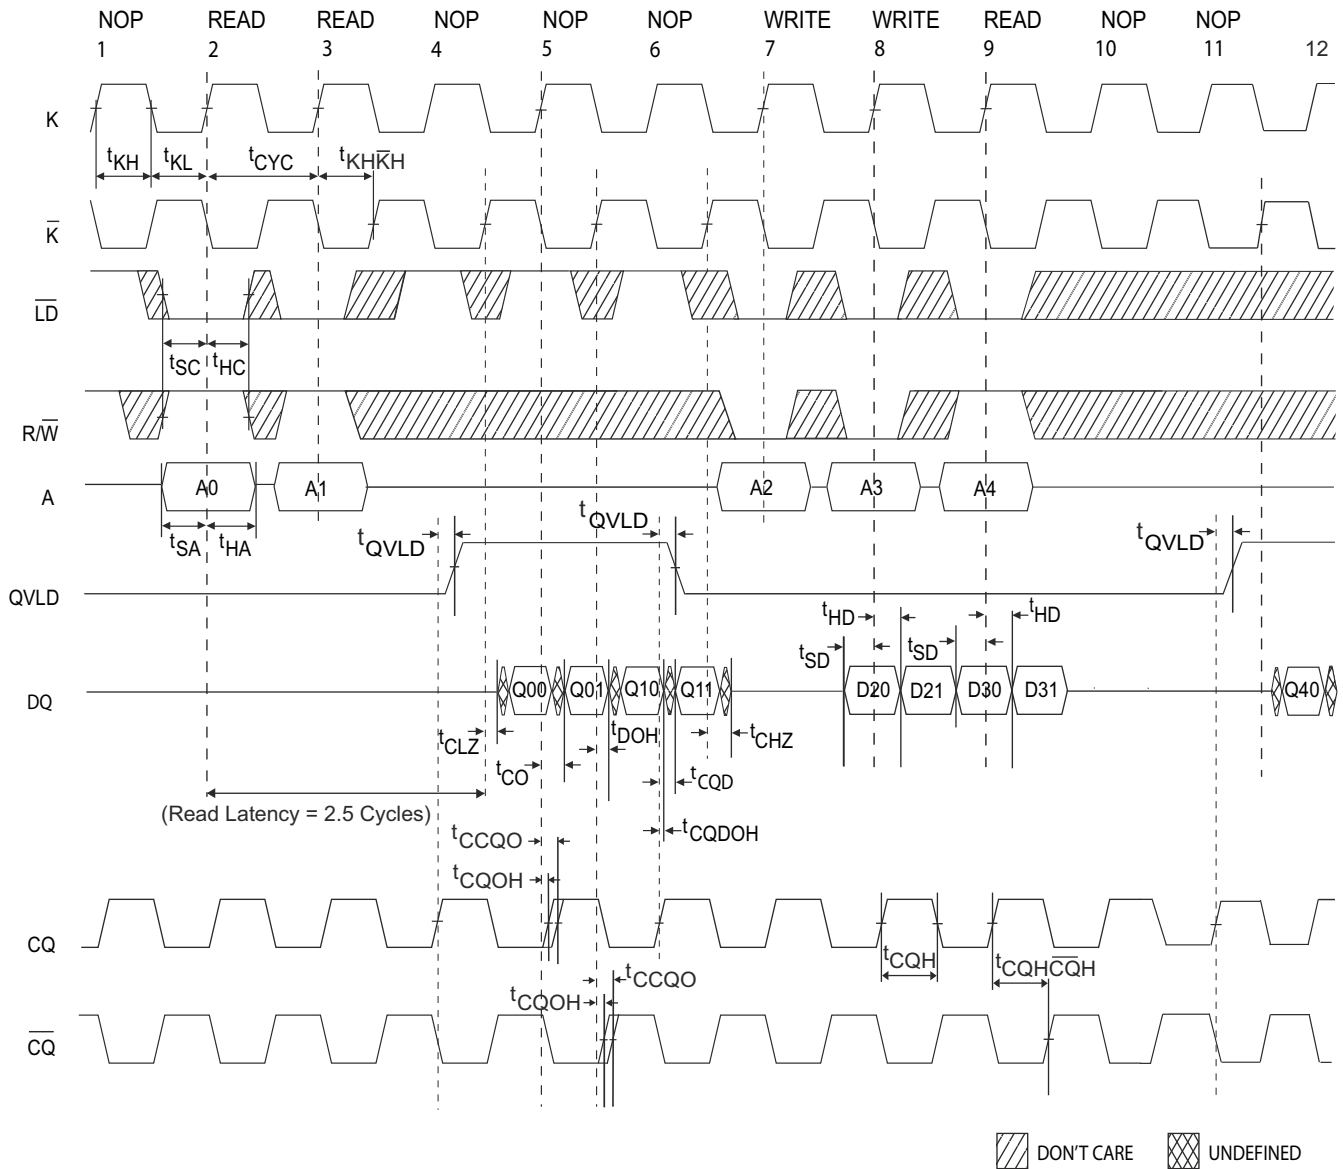 NOP READ READ NOP NOP NOP WRITE WRITE READ NOP NOP
1 2 3 4 5 6 7 8 9 10 11 12
K
tKH tKL tCYC tKHK̅H
K̅
L̅D̅
tSC tHC
R/W̅
A A0 A1 A2 A3 A4
tSA tHA tQVLD tQVLD tQVLD
QVLD
tHD tHD
tSD tSD
DQ Q00 Q01 Q10 Q11 D20 D21 D30 D31 Q40
tCLZ tDOH tCHZ
tCO tCQD
(Read Latency = 2.5 Cycles)
tCQDOH
tCCQO
tCQOH
CQ
tCQH tCQHC̅Q̅H
tCCQO
tCQOH
C̅Q̅
DON'T CARE UNDEFINED